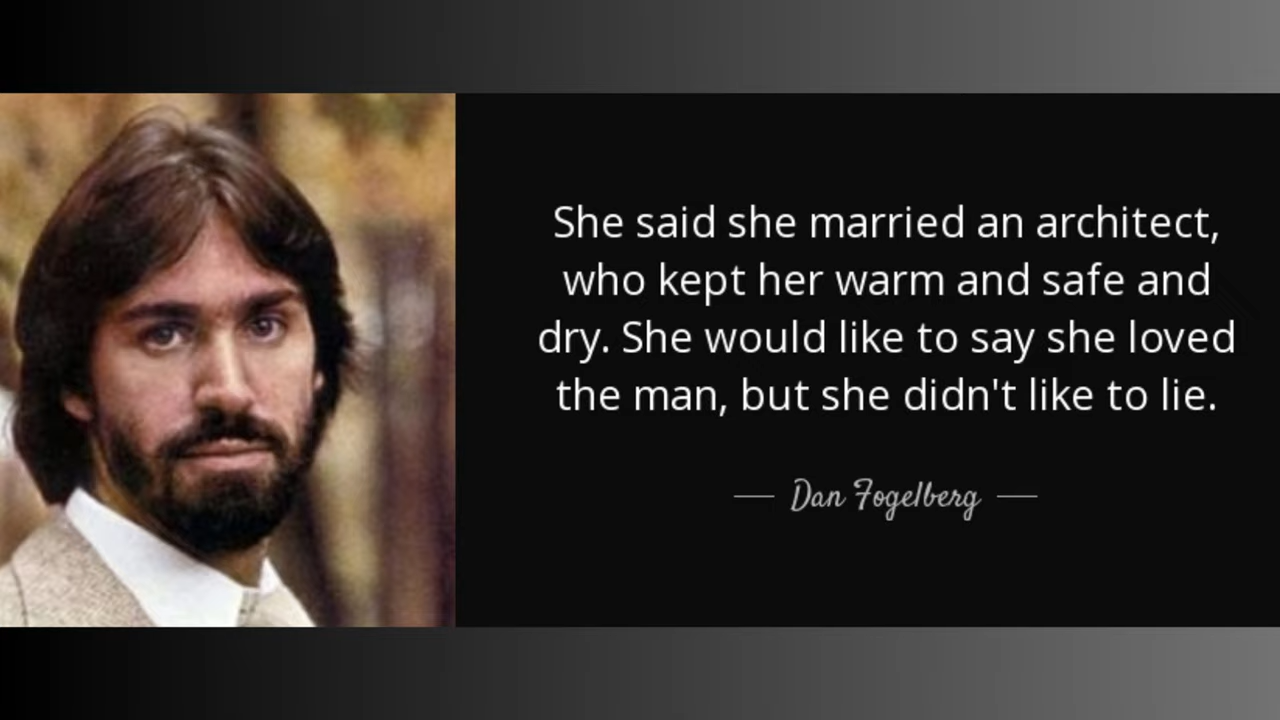 She said she married an architect,
who kept her warm and safe and
dry. She would like to say she loved
the man, but she didn't like to lie.
Dan Fogelberg